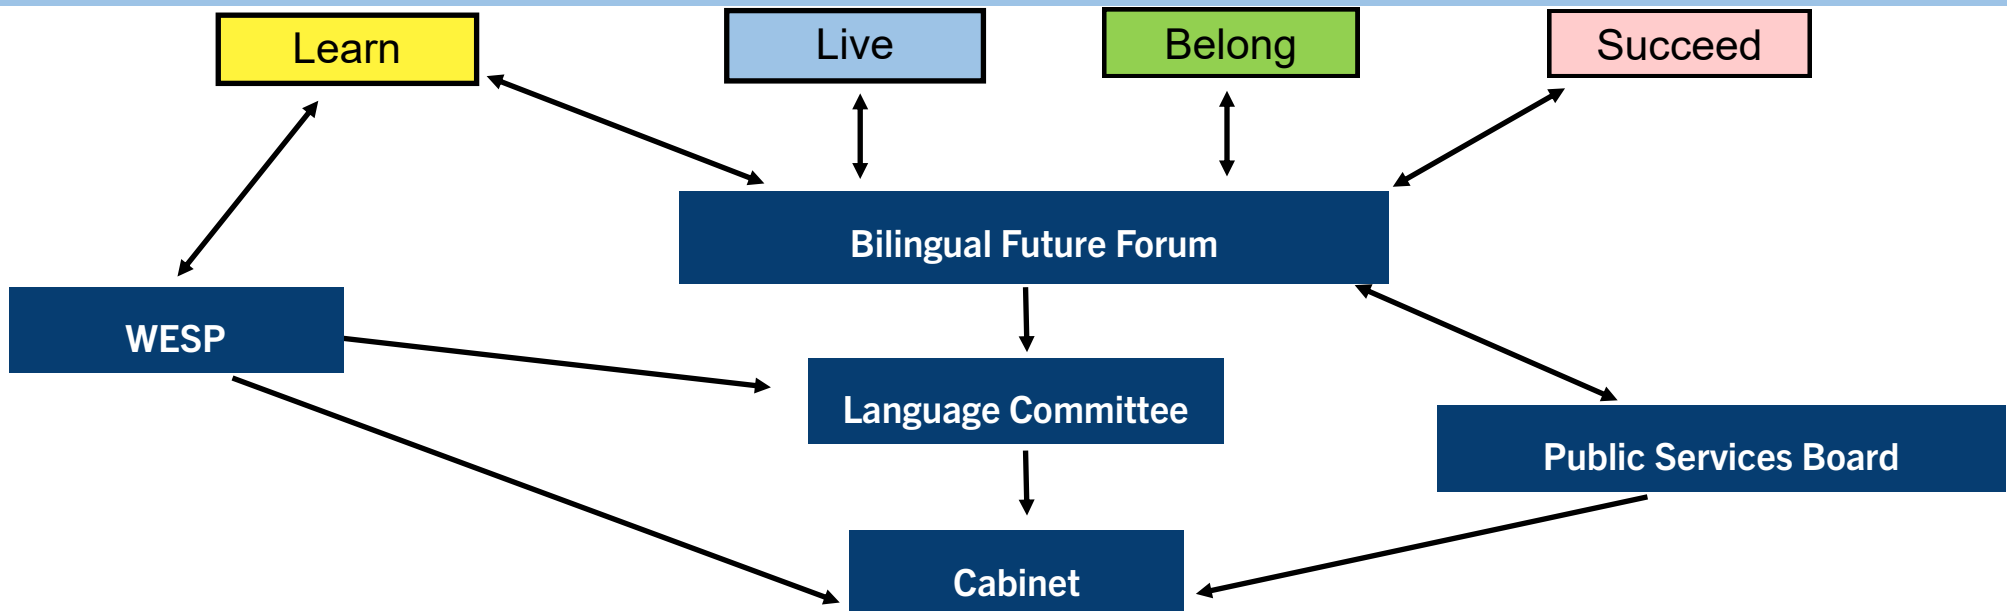 Learn
Live
Belong
Succeed
Bilingual Future Forum
WESP
Language Committee
Public Services Board
Cabinet